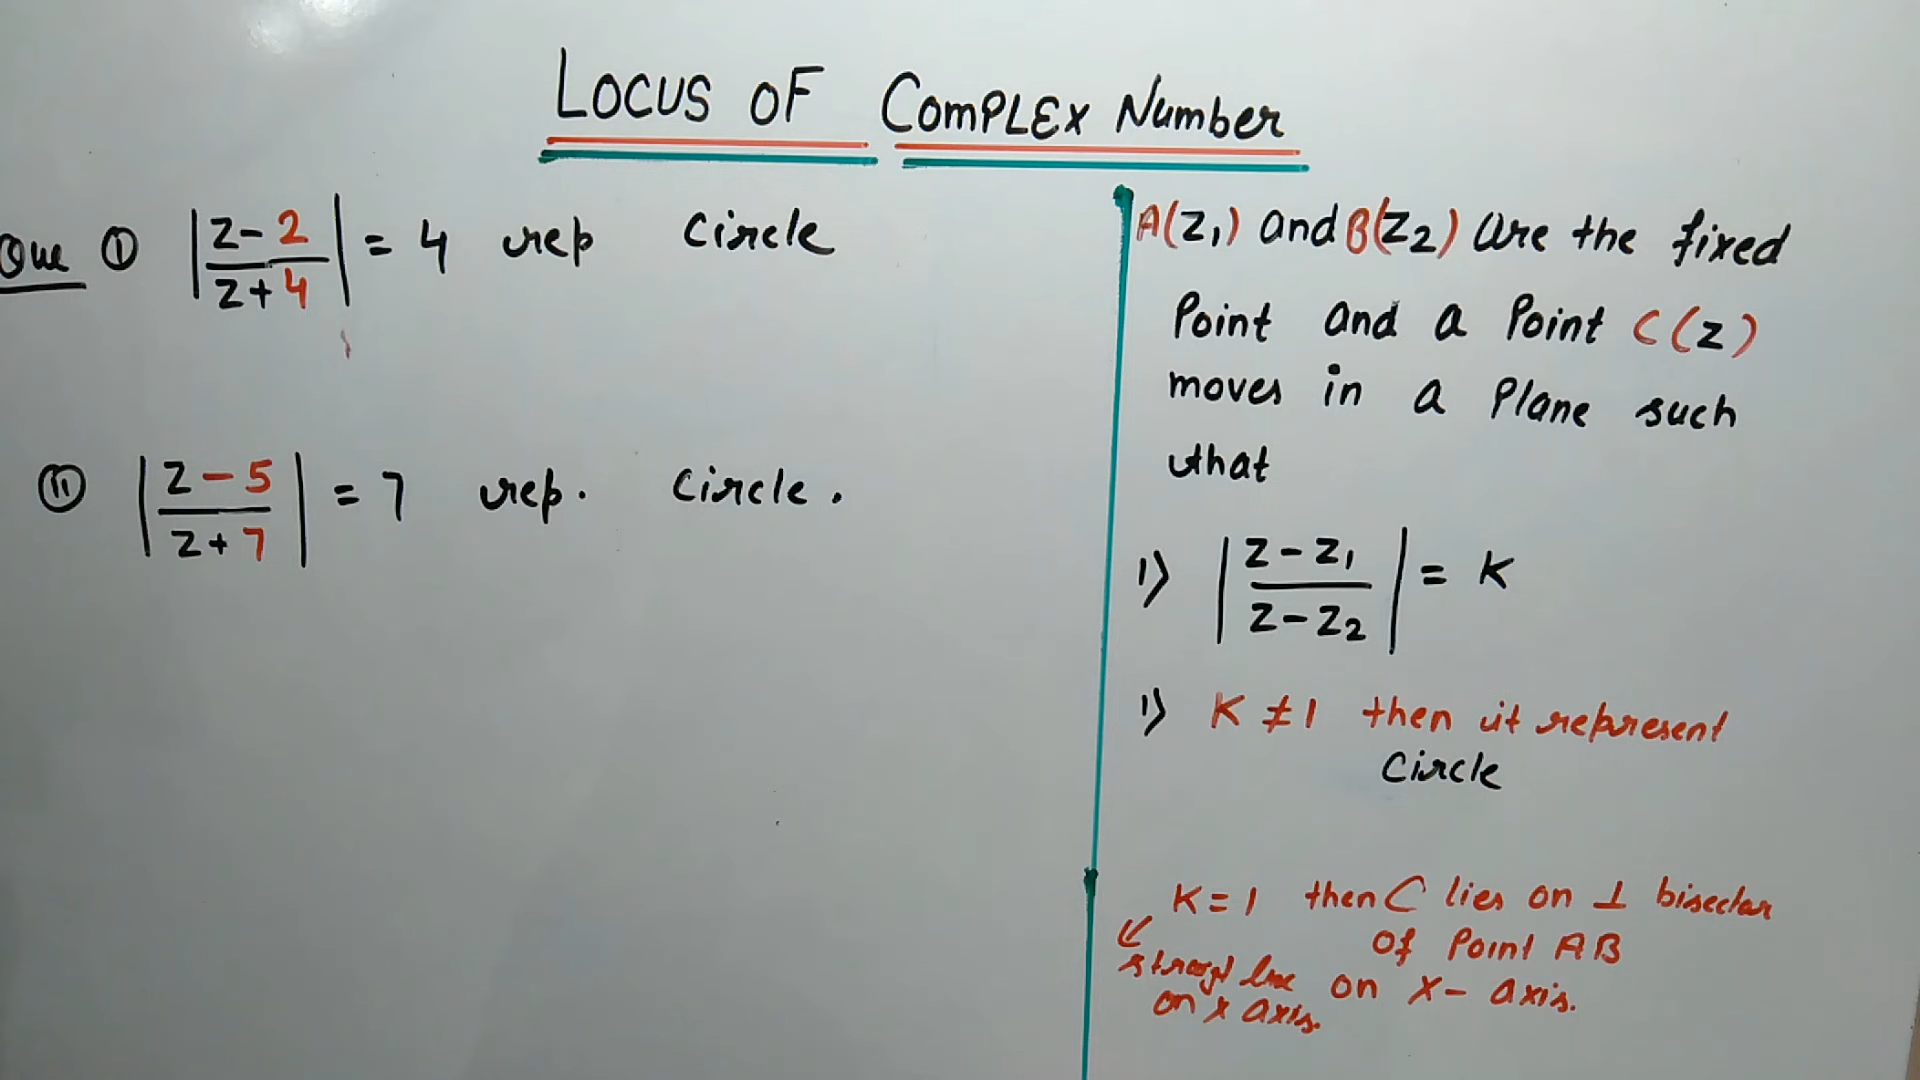 LOCUS OF COMPLEX Number
Que ① |z-2/z+4| = 4 rep Circle
⑪ |z-5/z+7| = 7 rep. Circle.
A(z₁) and B(z₂) are the fixed
Point and a Point C(z)
moves in a Plane such
that
1) |z-z₁/z-z₂| = K
1) K ≠ 1 then it represent
Circle
K = 1 then C lies on ⊥ bisector
of Point AB
straight line on X- axis.
on x axis.